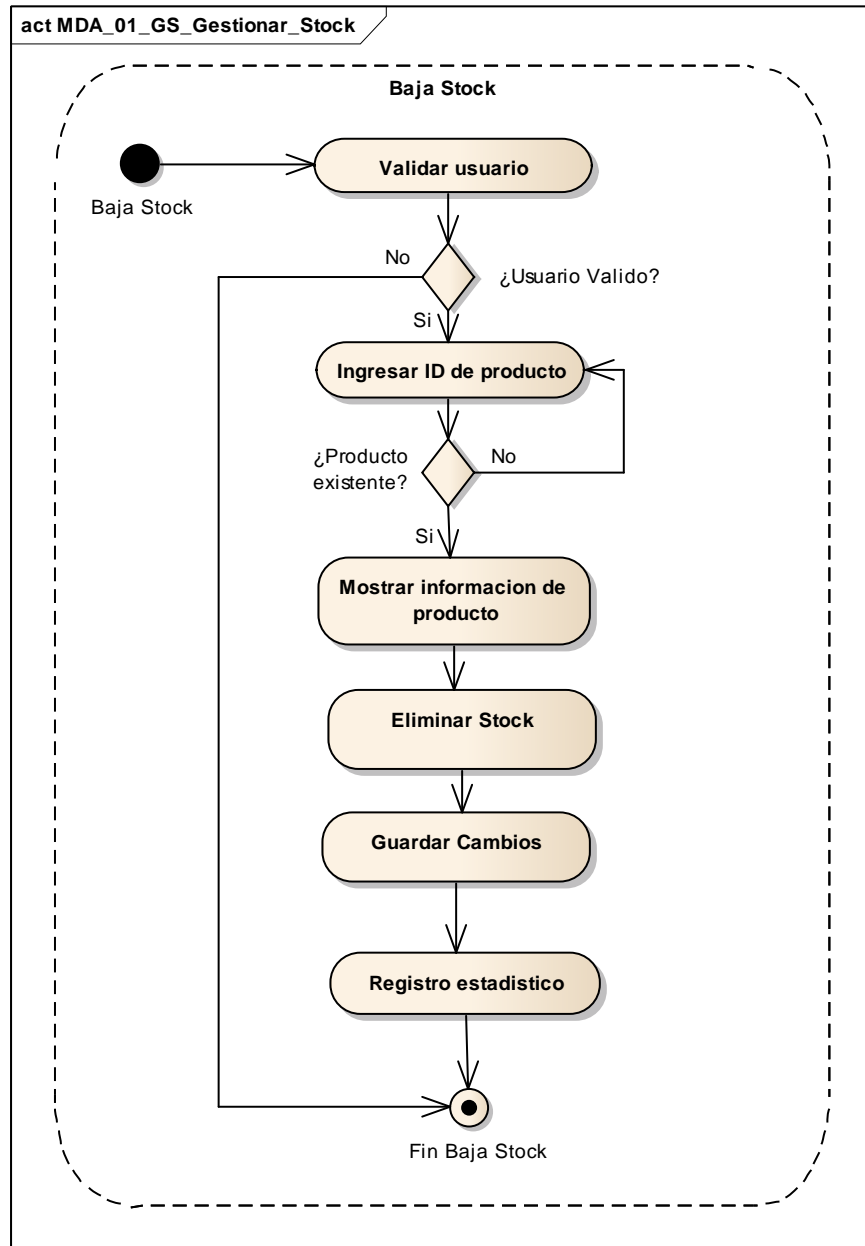 act MDA_01_GS_Gestionar_Stock
Baja Stock
Validar usuario
Baja Stock
No
¿Usuario Valido?
Si
Ingresar ID de producto
¿Producto
existente?
No
Si
Mostrar informacion de
producto
Eliminar Stock
Guardar Cambios
Registro estadistico
Fin Baja Stock